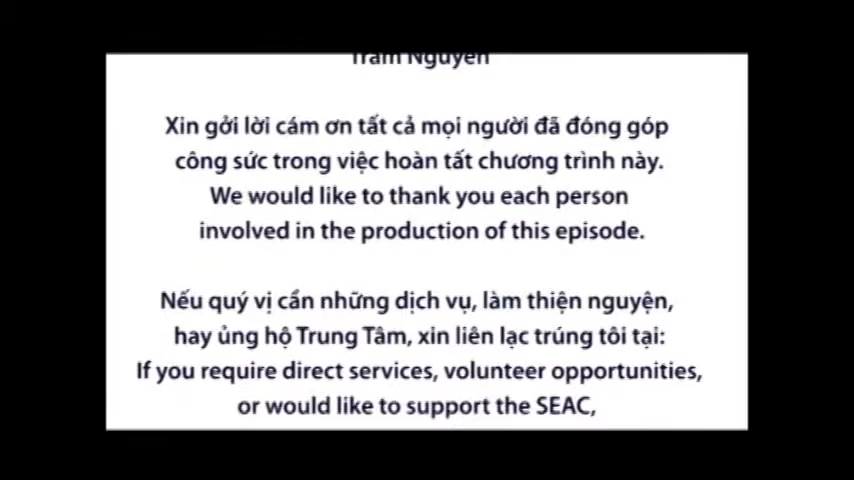 Trâm Nguyễn
Xin gởi lời cám ơn tất cả mọi người đã đóng góp
công sức trong việc hoàn tất chương trình này.
We would like to thank you each person
involved in the production of this episode.
Nếu quý vị cần những dịch vụ, làm thiện nguyện,
hay ủng hộ Trung Tâm, xin liên lạc trúng tôi tại:
If you require direct services, volunteer opportunities,
or would like to support the SEAC,